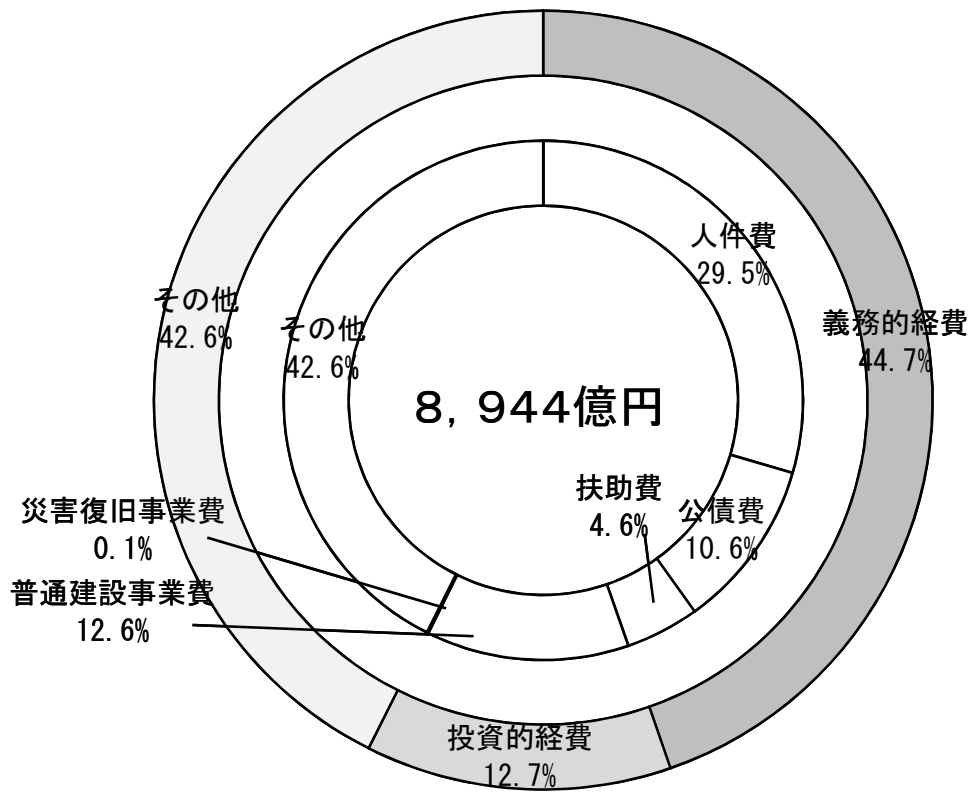 人件費
29.5%
義務的経費
44.7%
その他
42.6%
その他
42.6%
8,944億円
扶助費
4.6%
公債費
10.6%
災害復旧事業費
0.1%
普通建設事業費
12.6%
投資的経費
12.7%